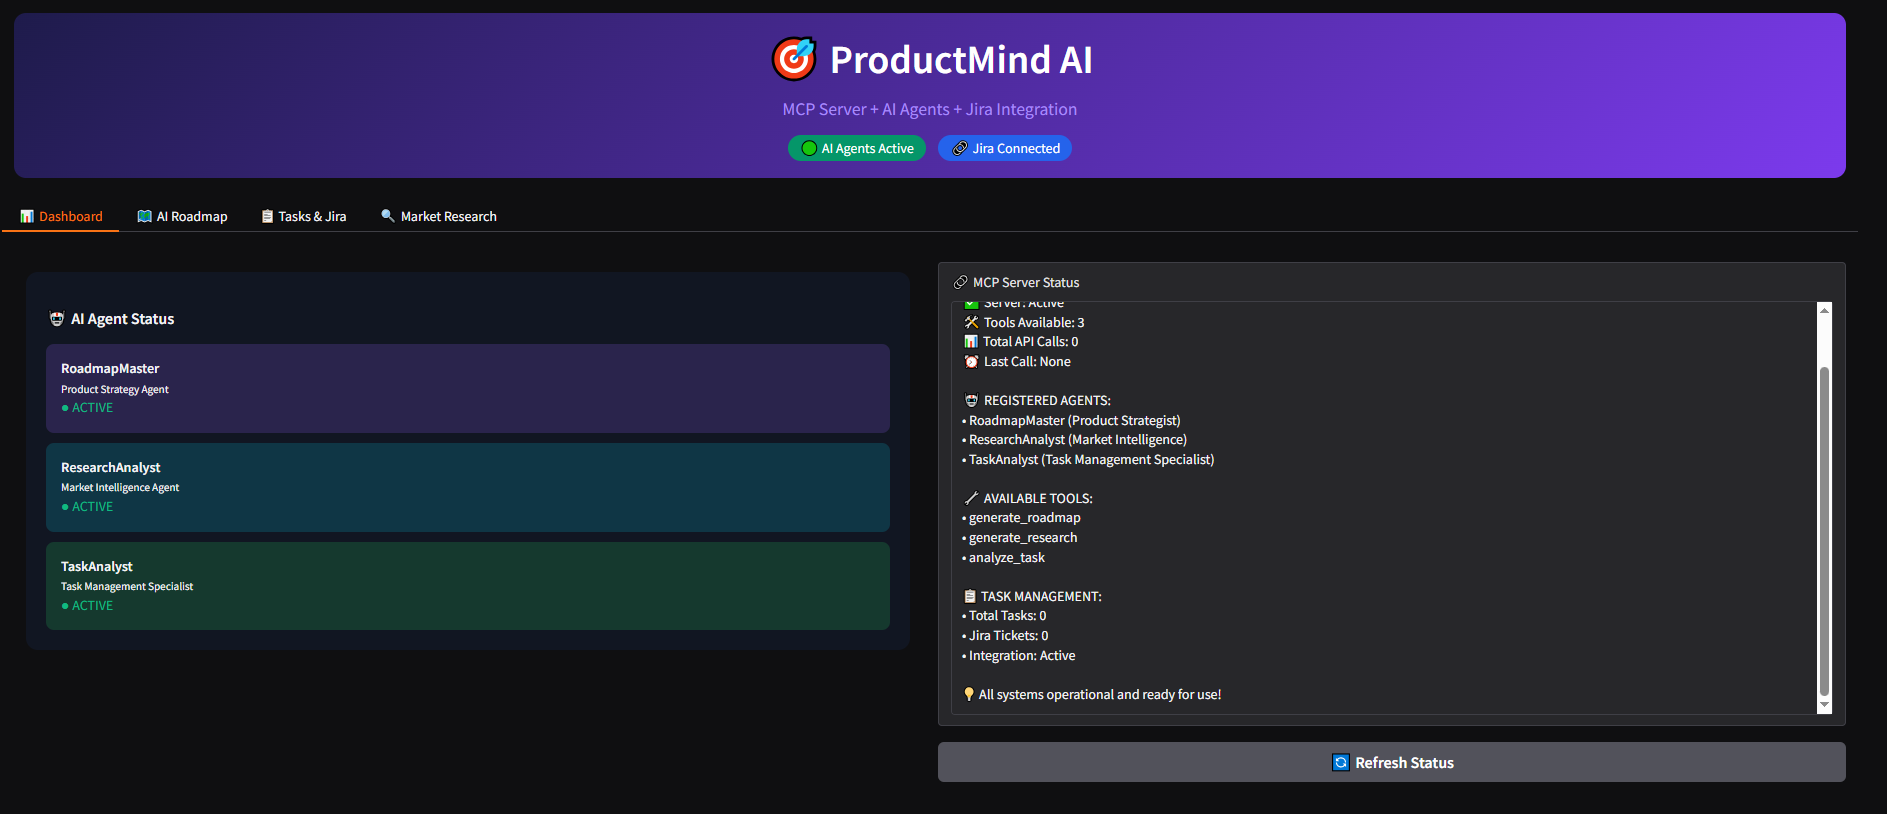 🎯 ProductMind AI
MCP Server + AI Agents + Jira Integration
🟢 AI Agents Active
🔗 Jira Connected
📊 Dashboard
🗺️ AI Roadmap
📋 Tasks & Jira
🔍 Market Research
🤖 AI Agent Status
RoadmapMaster
Product Strategy Agent
● ACTIVE
ResearchAnalyst
Market Intelligence Agent
● ACTIVE
TaskAnalyst
Task Management Specialist
● ACTIVE
🔗 MCP Server Status
✅ Server: Active
🛠️ Tools Available: 3
📊 Total API Calls: 0
⏰ Last Call: None
🤖 REGISTERED AGENTS:
• RoadmapMaster (Product Strategist)
• ResearchAnalyst (Market Intelligence)
• TaskAnalyst (Task Management Specialist)
🔧 AVAILABLE TOOLS:
• generate_roadmap
• generate_research
• analyze_task
📋 TASK MANAGEMENT:
• Total Tasks: 0
• Jira Tickets: 0
• Integration: Active
💡 All systems operational and ready for use!
🔄 Refresh Status